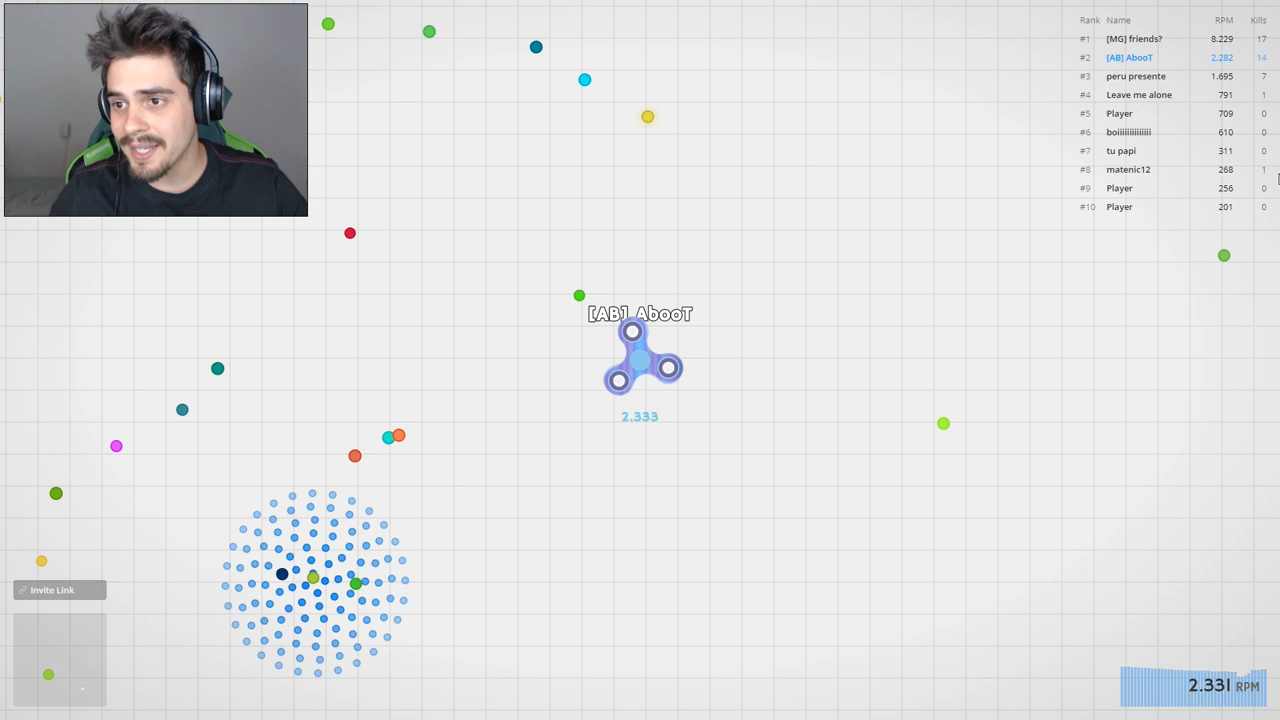 Rank Name RPM Kills
#1 [MG] friends? 8.229 17
#2 [AB] AbooT 2.282 14
#3 peru presente 1.695 7
#4 Leave me alone 791 1
#5 Player 709 0
#6 boiiiiiiiiiiiiii 610 0
#7 tu papi 311 0
#8 matenic12 268 1
#9 Player 256 0
#10 Player 201 0
[AB] AbooT
2.333
Invite Link
2.331 RPM